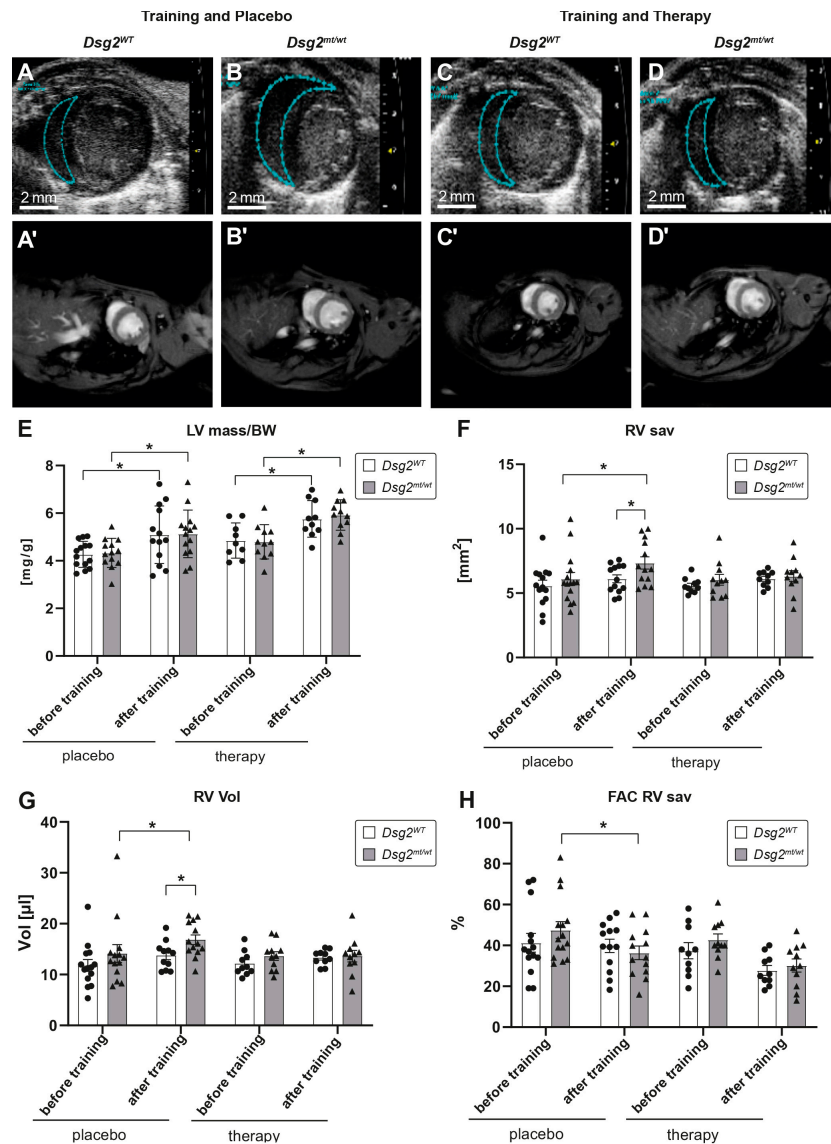 Training and Placebo
Training and Therapy
Dsg2WT
Dsg2mt/wt
Dsg2WT
Dsg2mt/wt
A
B
C
D
2 mm
2 mm
2 mm
2 mm
A'
B'
C'
D'
E
LV mass/BW
Dsg2WT
Dsg2mt/wt
[mg/g]
8
6
4
2
0
*
*
*
*
before training
after training
before training
after training
placebo
therapy
F
RV sav
Dsg2WT
Dsg2mt/wt
[mm2]
15
10
5
0
*
*
before training
after training
before training
after training
placebo
therapy
G
RV Vol
Dsg2WT
Dsg2mt/wt
Vol [µl]
40
30
20
10
0
*
*
before training
after training
before training
after training
placebo
therapy
H
FAC RV sav
Dsg2WT
Dsg2mt/wt
%
100
80
60
40
20
0
*
before training
after training
before training
after training
placebo
therapy